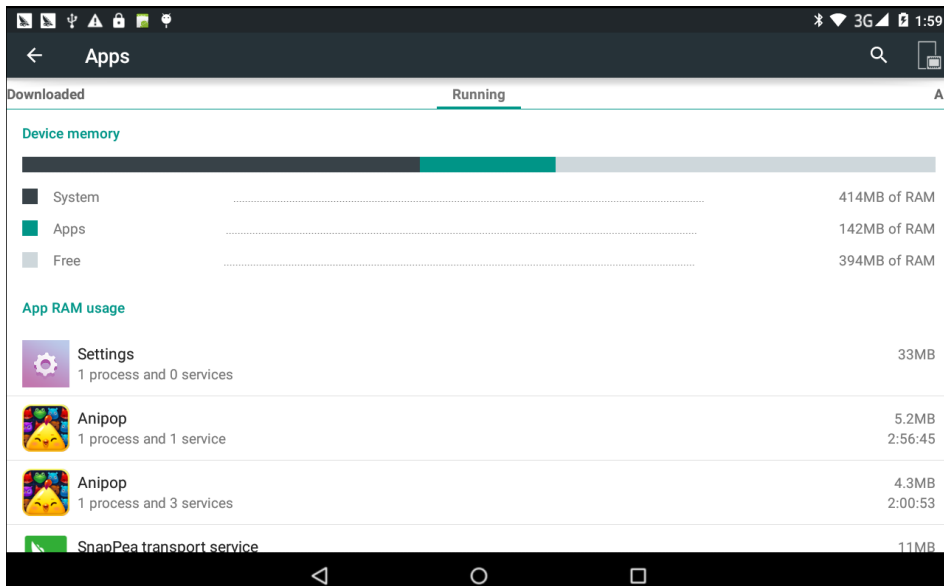 3G 1:59
Apps
Downloaded Running A
Device memory
System 414MB of RAM
Apps 142MB of RAM
Free 394MB of RAM
App RAM usage
Settings 33MB
1 process and 0 services
Anipop 5.2MB
1 process and 1 service 2:56:45
Anipop 4.3MB
1 process and 3 services 2:00:53
SnapPea transport service 11MB